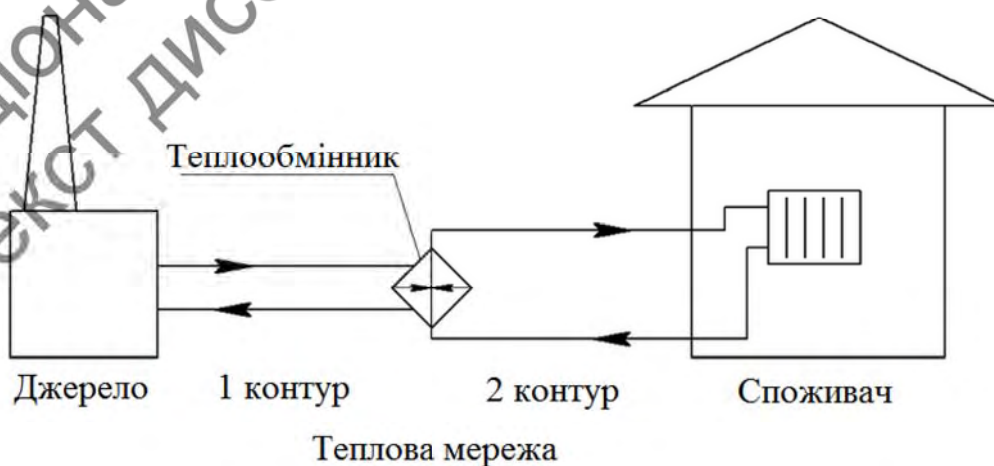 Теплообмінник
Джерело
1 контур
2 контур
Споживач
Теплова мережа